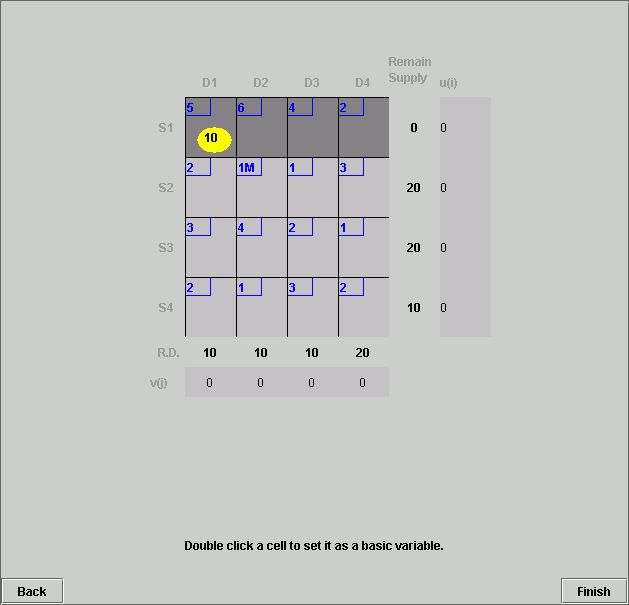 Remain
D1 D2 D3 D4 Supply u(i)
5 6 4 2
S1 10 0 0
2 1M 1 3
S2 20 0
3 4 2 1
S3 20 0
2 1 3 2
S4 10 0
R.D. 10 10 10 20
v(j) 0 0 0 0
Double click a cell to set it as a basic variable.
Back Finish